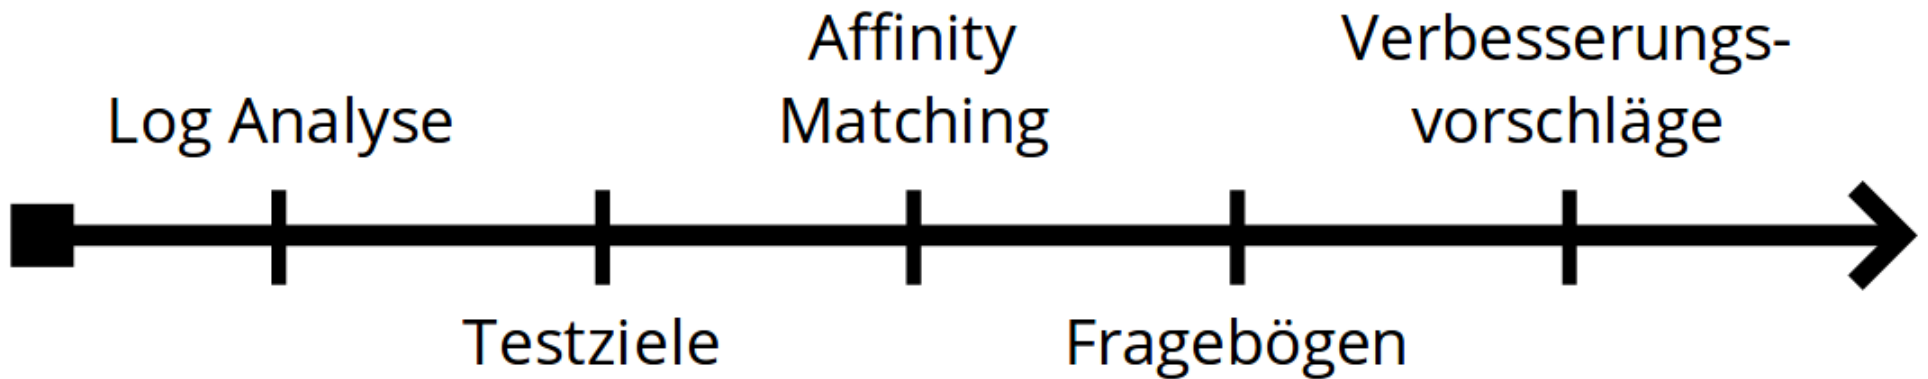 Log Analyse
Testziele
Affinity
Matching
Fragebögen
Verbesserungs-
vorschläge